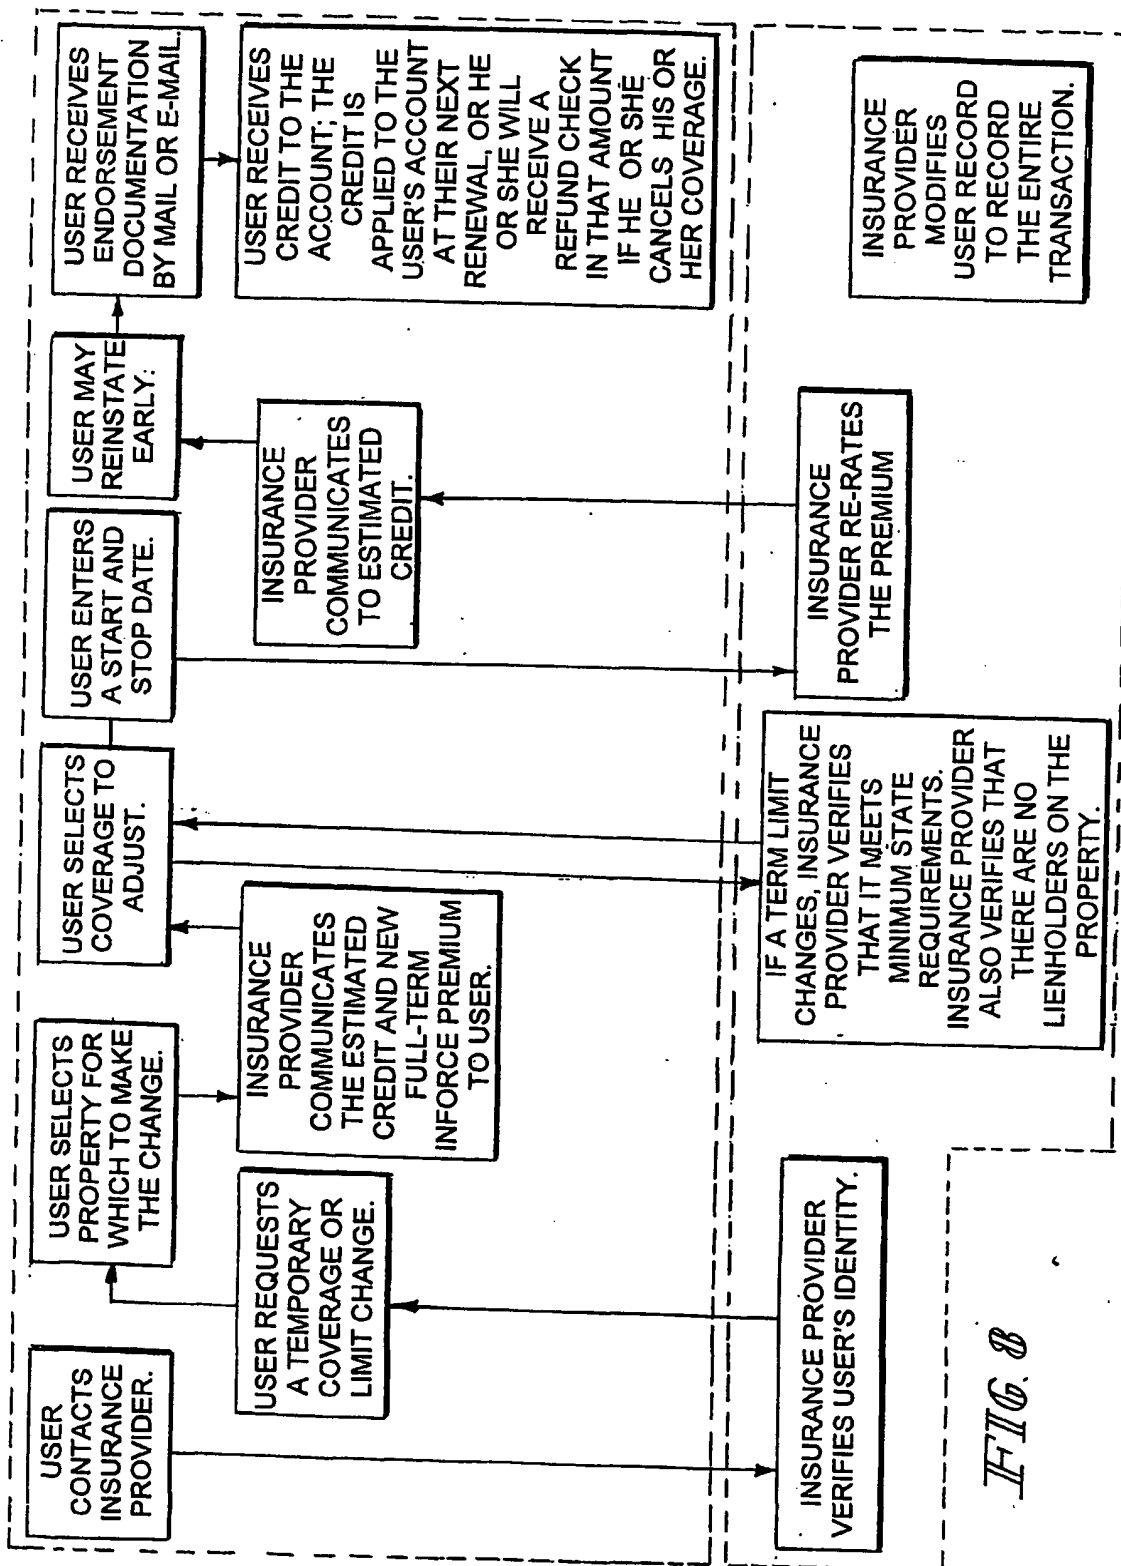 USER
CONTACTS
INSURANCE
PROVIDER.
INSURANCE PROVIDER
VERIFIES USER'S IDENTITY.
USER REQUESTS
A TEMPORARY
COVERAGE OR
LIMIT CHANGE.
USER SELECTS
PROPERTY FOR
WHICH TO MAKE
THE CHANGE.
INSURANCE
PROVIDER
COMMUNICATES
THE ESTIMATED
CREDIT AND NEW
FULL-TERM
INFORCE PREMIUM
TO USER.
USER SELECTS
COVERAGE TO
ADJUST.
IF A TERM LIMIT
CHANGES, INSURANCE
PROVIDER VERIFIES
THAT IT MEETS
MINIMUM STATE
REQUIREMENTS.
INSURANCE PROVIDER
ALSO VERIFIES THAT
THERE ARE NO
LIENHOLDERS ON THE
PROPERTY.
USER ENTERS
A START AND
STOP DATE.
INSURANCE
PROVIDER RE-RATES
THE PREMIUM
INSURANCE
PROVIDER
COMMUNICATES
TO ESTIMATED
CREDIT.
USER MAY
REINSTATE
EARLY.
USER RECEIVES
ENDORSEMENT
DOCUMENTATION
BY MAIL OR E-MAIL.
USER RECEIVES
CREDIT TO THE
ACCOUNT; THE
CREDIT IS
APPLIED TO THE
USER'S ACCOUNT
AT THEIR NEXT
RENEWAL, OR HE
OR SHE WILL
RECEIVE A
REFUND CHECK
IN THAT AMOUNT
IF HE OR SHE
CANCELS HIS OR
HER COVERAGE.
INSURANCE
PROVIDER
MODIFIES
USER RECORD
TO RECORD
THE ENTIRE
TRANSACTION.
FIG. 8